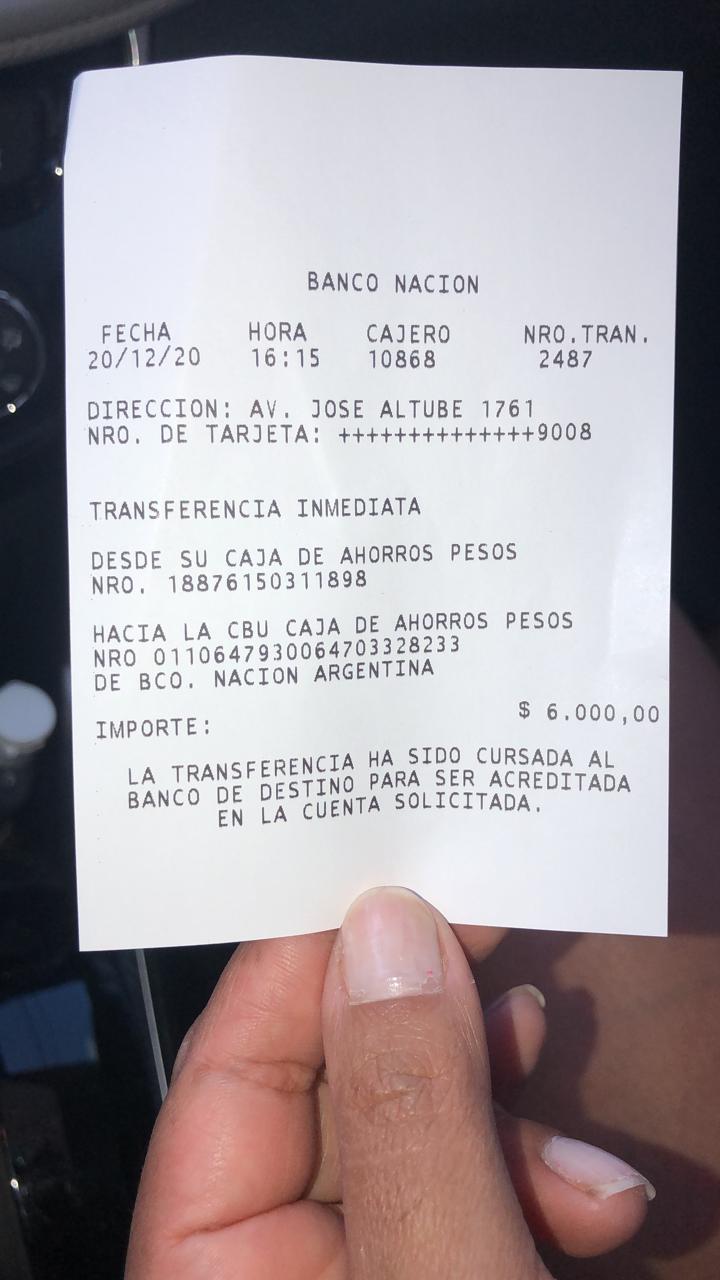 BANCO NACION
FECHA HORA CAJERO NRO.TRAN.
20/12/20 16:15 10868 2487
DIRECCION: AV. JOSE ALTUBE 1761
NRO. DE TARJETA: ++++++++++++++9008
TRANSFERENCIA INMEDIATA
DESDE SU CAJA DE AHORROS PESOS
NRO. 18876150311898
HACIA LA CBU CAJA DE AHORROS PESOS
NRO 0110647930064703328233
DE BCO. NACION ARGENTINA
IMPORTE: $ 6.000,00
LA TRANSFERENCIA HA SIDO CURSADA AL
BANCO DE DESTINO PARA SER ACREDITADA
EN LA CUENTA SOLICITADA.